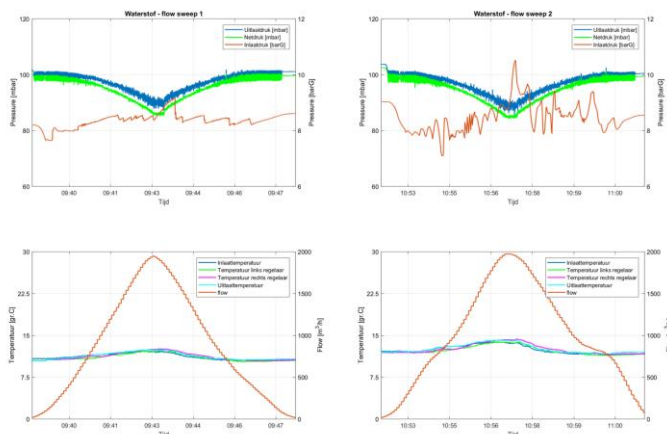 Waterstof - flow sweep 1
120
12
Uitlaatdruk [mbar]
Netdruk [mbar]
Inlaatdruk [barG]
100
10
Pressure [mbar]
Pressure [barG]
80
8
60
6
09:40
09:41
09:43
09:44
09:46
09:47
Tijd
Waterstof - flow sweep 2
120
12
Uitlaatdruk [mbar]
Netdruk [mbar]
Inlaatdruk [barG]
100
10
Pressure [mbar]
Pressure [barG]
80
8
60
6
10:53
10:55
10:56
10:58
10:59
11:00
Tijd
30
2000
Inlaattemperatuur
Temperatuur links regelaar
Temperatuur rechts regelaar
Uitlaattemperatuur
flow
22.5
1500
Temperatuur [gr C]
Flow [m³/h]
15
1000
7.5
500
0
0
09:40
09:41
09:43
09:44
09:46
09:47
Tijd
30
2000
Inlaattemperatuur
Temperatuur links regelaar
Temperatuur rechts regelaar
Uitlaattemperatuur
flow
22.5
1500
Temperatuur [gr C]
15
1000
7.5
500
0
0
10:53
10:55
10:56
10:58
10:59
11:00
Tijd